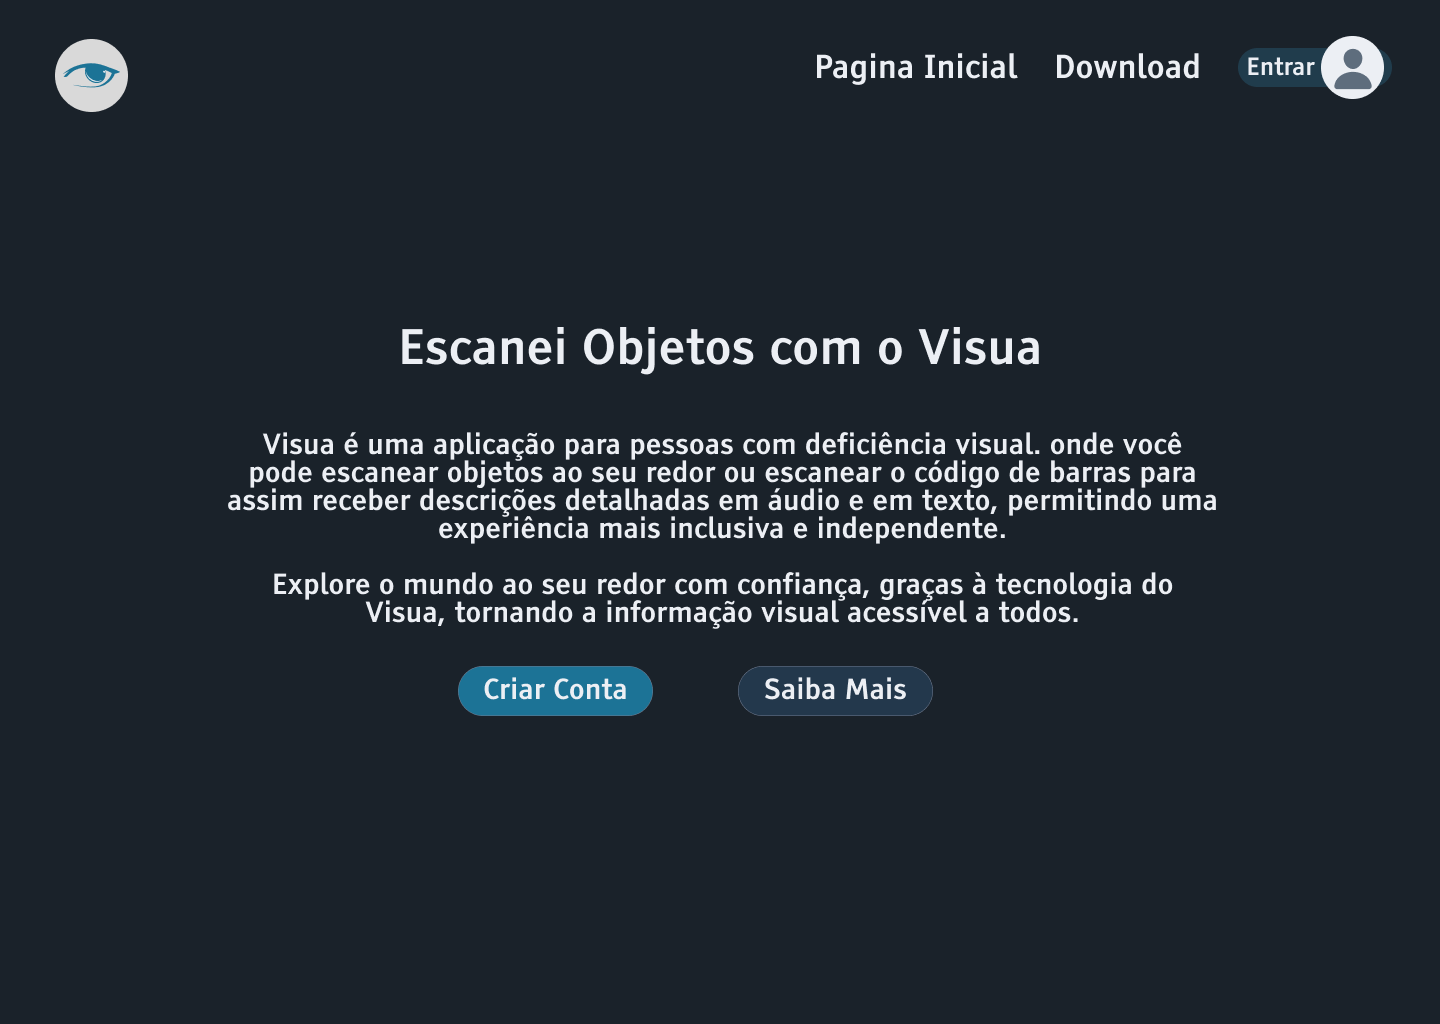 Pagina Inicial
Download
Entrar
Escanei Objetos com o Visua
Visua é uma aplicação para pessoas com deficiência visual. onde você
pode escanear objetos ao seu redor ou escanear o código de barras para
assim receber descrições detalhadas em áudio e em texto, permitindo uma
experiência mais inclusiva e independente.
Explore o mundo ao seu redor com confiança, graças à tecnologia do
Visua, tornando a informação visual acessível a todos.
Criar Conta
Saiba Mais